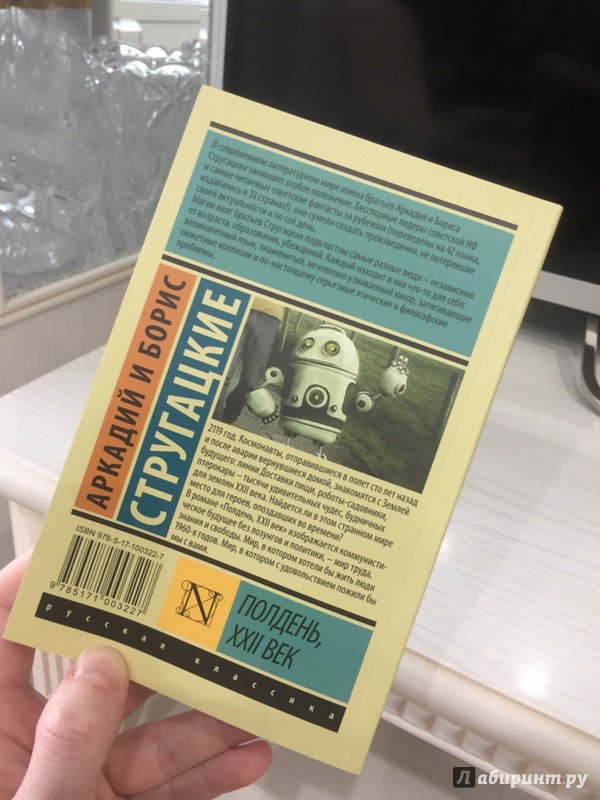 В современном литературном мире имена братьев Аркадия и Бориса
Стругацких занимают особое положение. Бесспорные лидеры советской НФ
и самые читаемые советские фантасты за рубежом (переведены на 42 языка,
издавались в 33 странах!), они сумели создать произведения, не потерявшие
своей актуальности и по сей день.
Магии книг братьев Стругацких подвластны самые разные люди – независимо
от возраста, образования, убеждений. Каждый находит в них что-то для себя:
великолепный язык, знаменитый, мгновенно узнаваемый юмор, затягивающие
сюжетные коллизии и по-настоящему серьезные этические и философские
проблемы.
АРКАДИЙ И БОРИС
СТРУГАЦКИЕ
2119 год. Космонавты, отправившиеся в полет сто лет назад
и после аварии вернувшиеся домой, знакомятся с Землей
будущего: линии Доставки пищи, роботы-садовники,
птерокары – тысячи удивительных чудес, будничных
для землян XXII века. Найдется ли в этом странном мире
место для героев, опоздавших во времени?
В романе «Полдень, XXII век» изображается коммунисти-
ческое будущее без лозунгов и политики, – мир труда,
знания и свободы. Мир, в котором хотели бы жить люди
1960-х годов. Мир, в котором с удовольствием пожили бы
мы с вами.
ISBN 978-5-17-100322-7
9 785171 003227
N
ПОЛДЕНЬ,
XXII ВЕК
русская классика
Лабиринт.ру